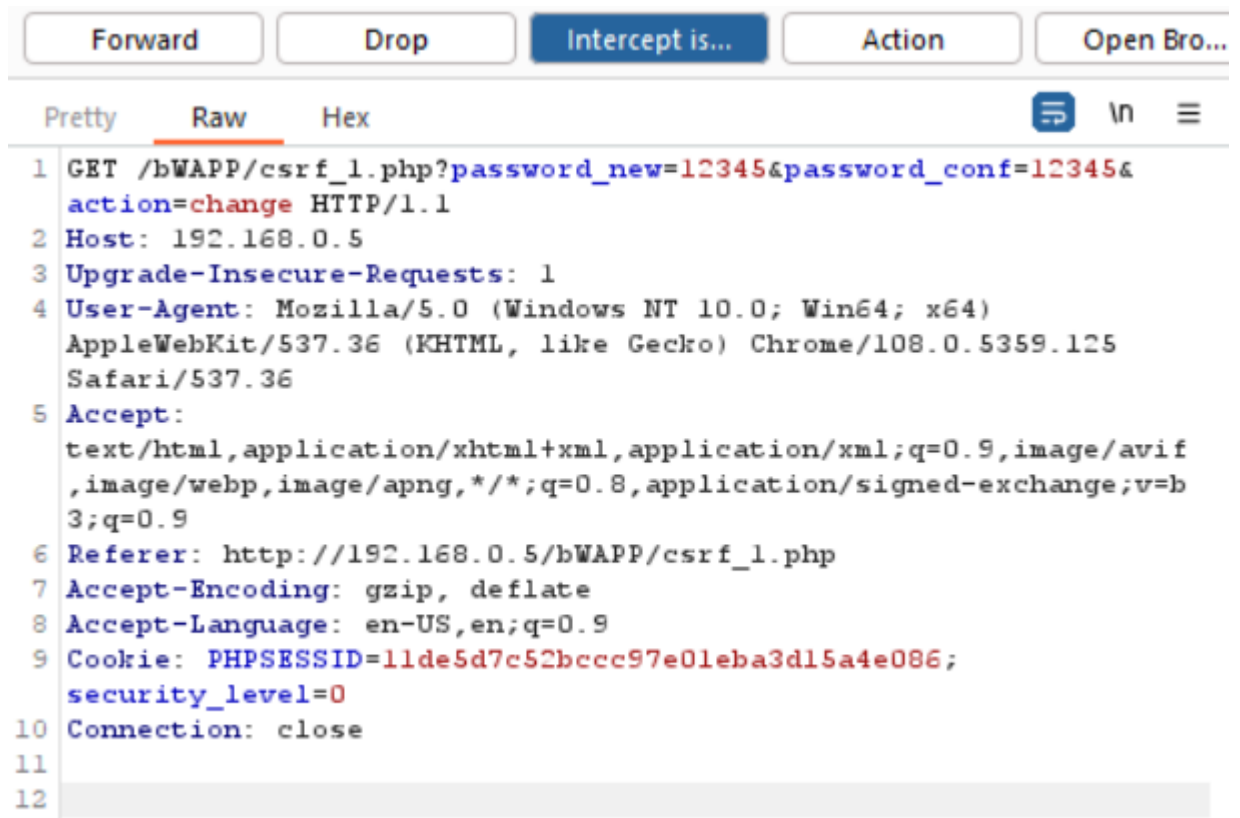 Forward Drop Intercept is... Action Open Bro...
Pretty Raw Hex \n
1 GET /bWAPP/csrf_1.php?password_new=12345&password_conf=12345&
action=change HTTP/1.1
2 Host: 192.168.0.5
3 Upgrade-Insecure-Requests: 1
4 User-Agent: Mozilla/5.0 (Windows NT 10.0; Win64; x64)
AppleWebKit/537.36 (KHTML, like Gecko) Chrome/108.0.5359.125
Safari/537.36
5 Accept:
text/html,application/xhtml+xml,application/xml;q=0.9,image/avif
,image/webp,image/apng,*/*;q=0.8,application/signed-exchange;v=b
3;q=0.9
6 Referer: http://192.168.0.5/bWAPP/csrf_1.php
7 Accept-Encoding: gzip, deflate
8 Accept-Language: en-US,en;q=0.9
9 Cookie: PHPSESSID=11de5d7c52bccc97e01eba3d15a4e086;
security_level=0
10 Connection: close
11
12